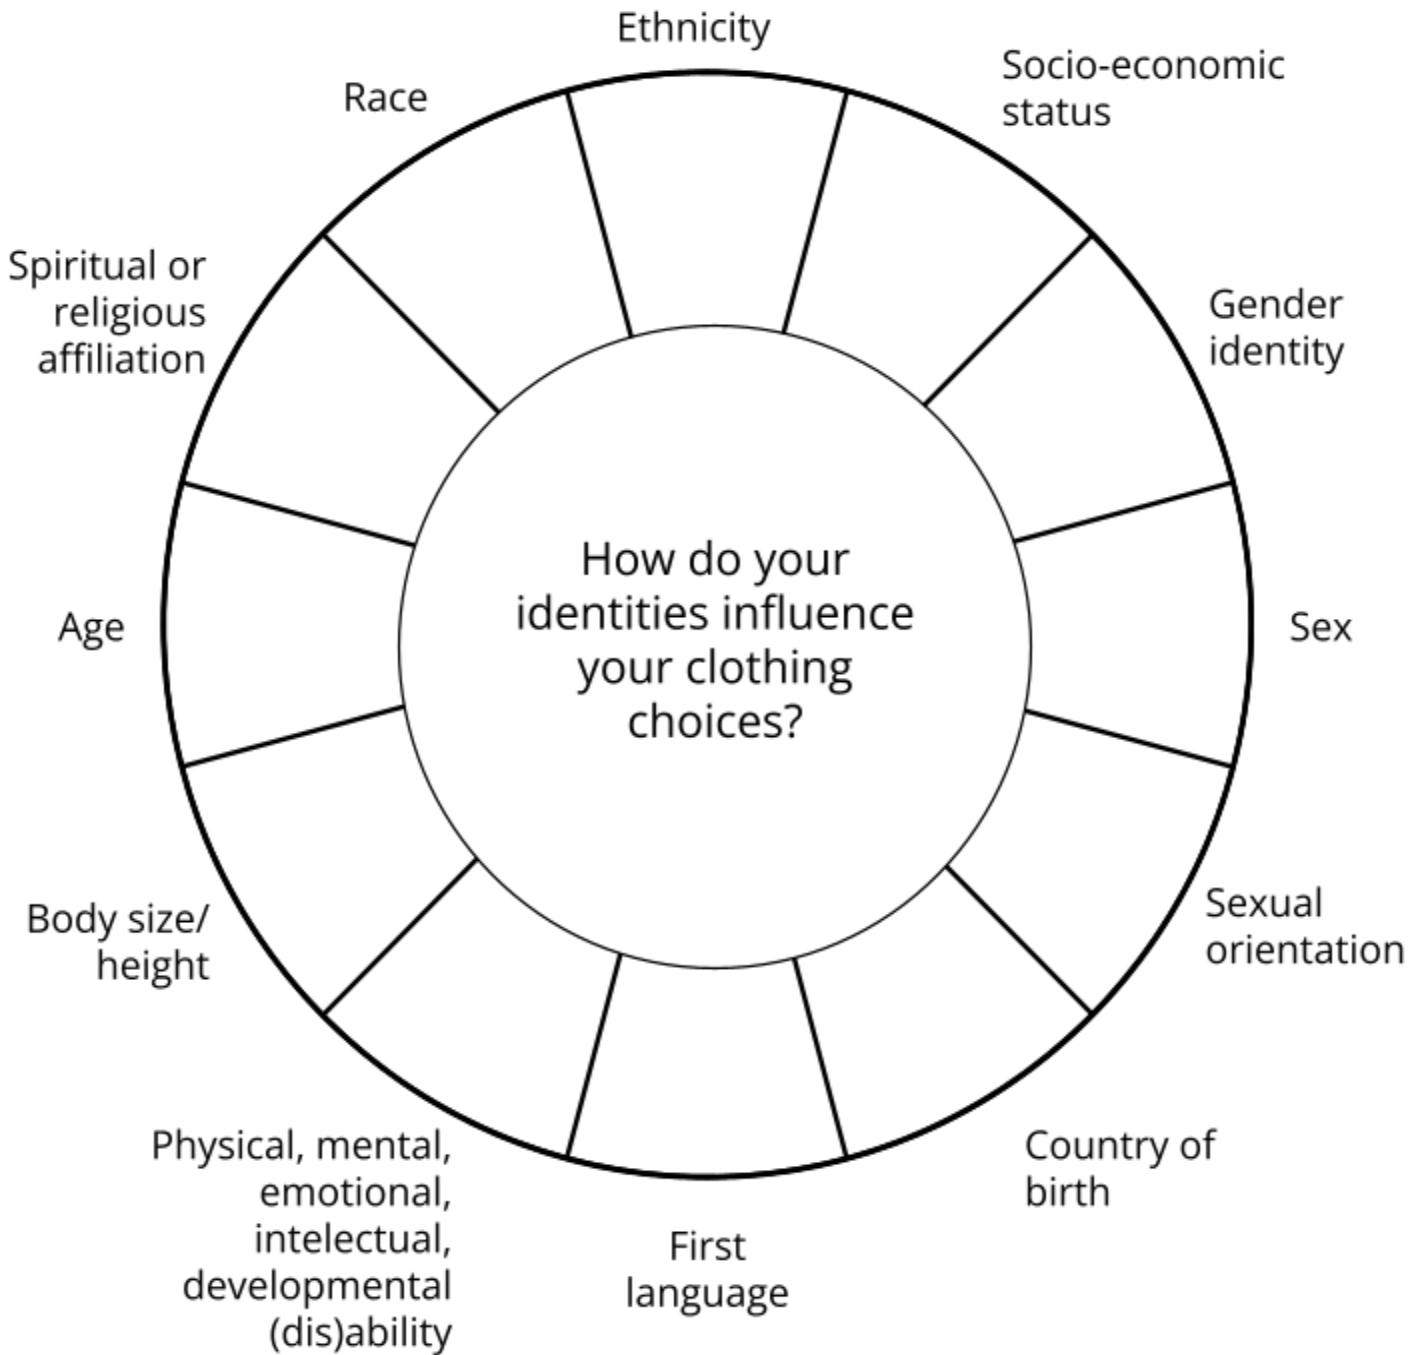 Ethnicity
Socio-economic
status
Gender
identity
Sex
Sexual
orientation
Country of
birth
First
language
Physical, mental,
emotional,
intelectual,
developmental
(dis)ability
Body size/
height
Age
Spiritual or
religious
affiliation
Race
How do your
identities influence
your clothing
choices?